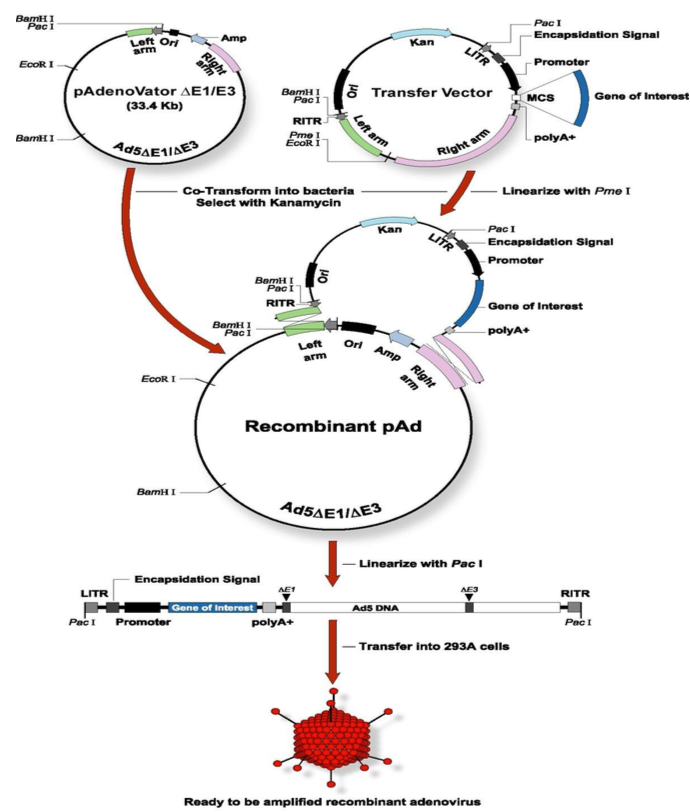 BamH I
Pac I
Left arm
Ori
Amp
Right arm
EcoR I
pAdenoVator ΔE1/E3
(33.4 Kb)
BamH I
Ad5ΔE1/ΔE3
Kan
Pac I
LITR
Encapsidation Signal
Promoter
Ori
Transfer Vector
BamH I
Pac I
MCS
Gene of Interest
RITR
polyA+
Pme I
EcoR I
Left arm
Right arm
Co-Transform into bacteria
Select with Kanamycin
Linearize with Pme I
Kan
Pac I
LITR
Encapsidation Signal
Promoter
Ori
BamH I
Pac I
RITR
Gene of Interest
BamH I
Pac I
polyA+
Left
arm
Ori
Amp
Right
arm
EcoR I
Recombinant pAd
BamH I
Ad5ΔE1/ΔE3
Linearize with Pac I
Encapsidation Signal
LITR
ΔE1
ΔE3
RITR
Gene of Interest
Ad5 DNA
Pac I
Promoter
polyA+
Pac I
Transfer into 293A cells
Ready to be amplified recombinant adenovirus